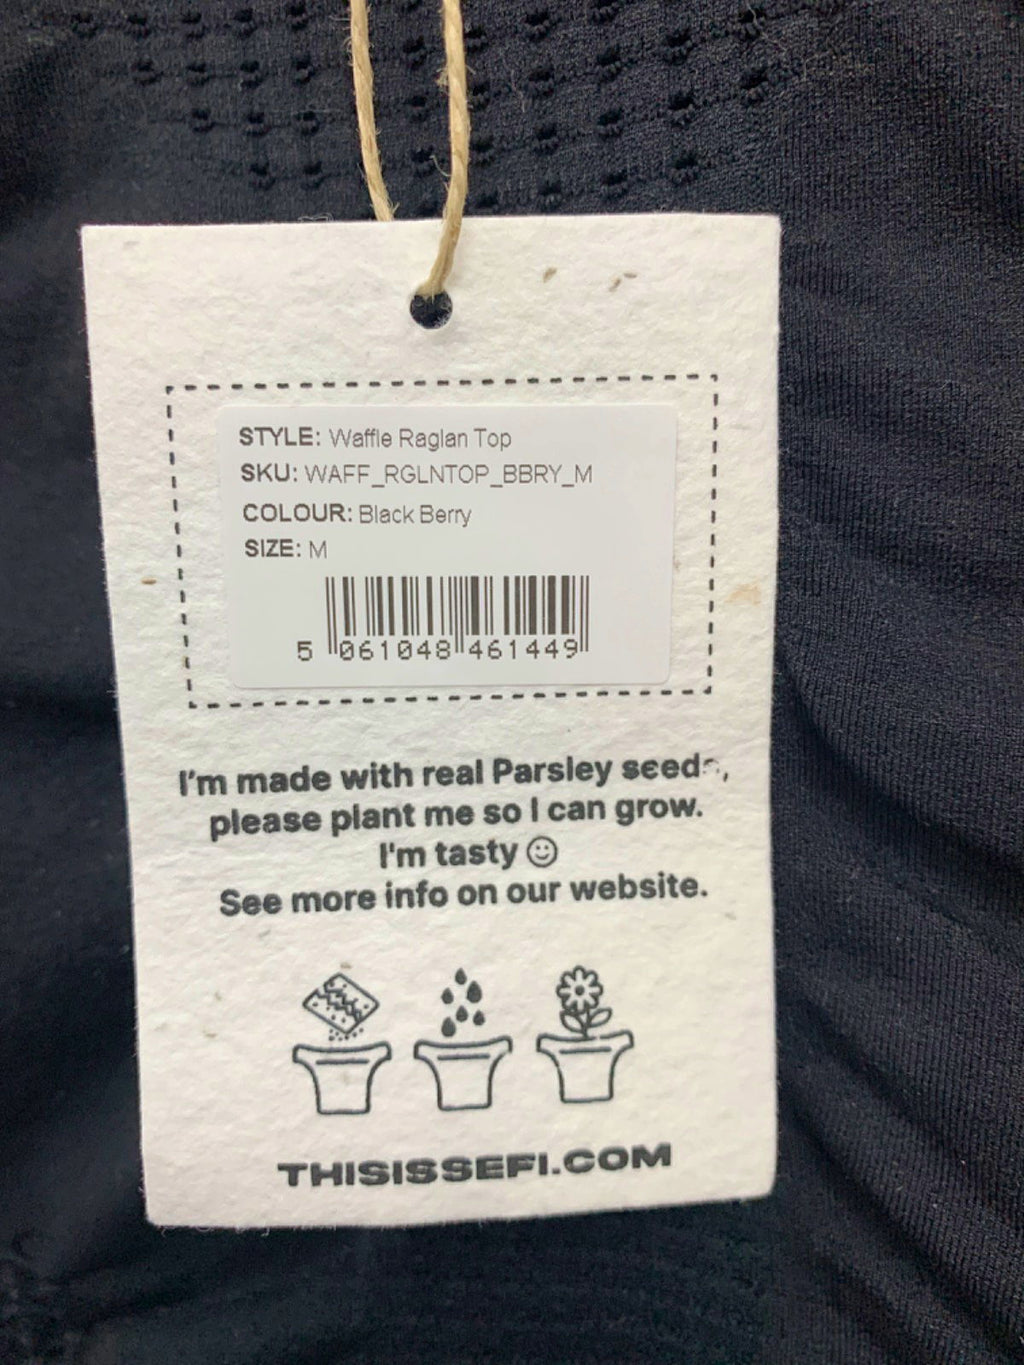 STYLE: Waffle Raglan Top
SKU: WAFF_RGLNTOP_BBRY_M
COLOUR: Black Berry
SIZE: M
5 061048 461449
I'm made with real Parsley seeds,
please plant me so I can grow.
I'm tasty ☺
See more info on our website.
THISISSEFI.COM